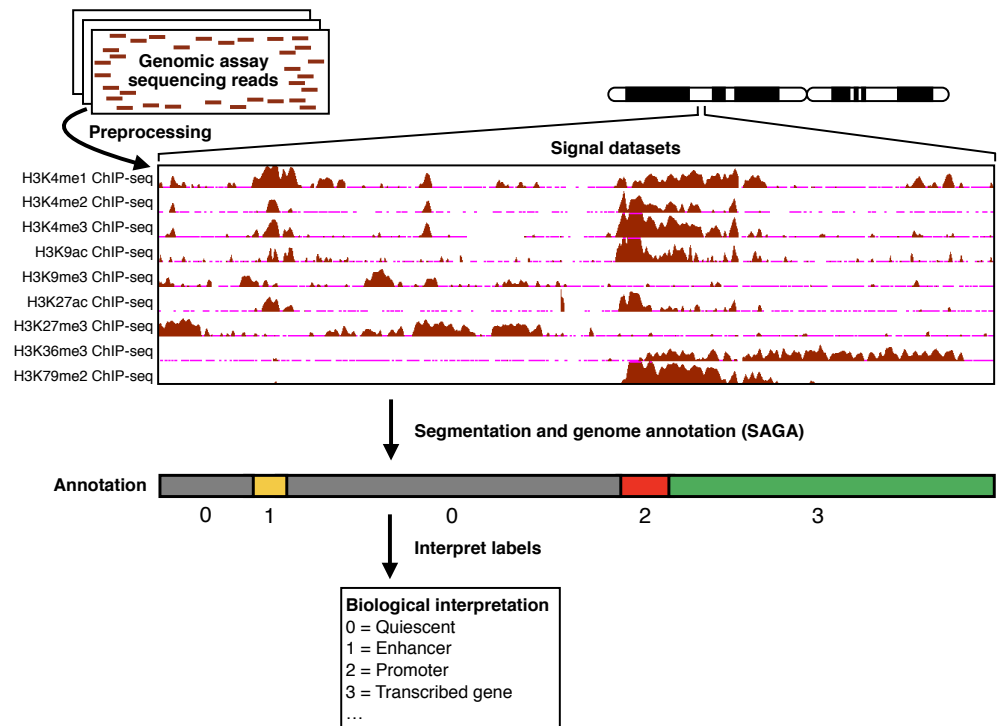 Genomic assay
sequencing reads
Preprocessing
Signal datasets
H3K4me1 ChIP-seq
H3K4me2 ChIP-seq
H3K4me3 ChIP-seq
H3K9ac ChIP-seq
H3K9me3 ChIP-seq
H3K27ac ChIP-seq
H3K27me3 ChIP-seq
H3K36me3 ChIP-seq
H3K79me2 ChIP-seq
Segmentation and genome annotation (SAGA)
Annotation
0 1 0 2 3
Interpret labels
Biological interpretation
0 = Quiescent
1 = Enhancer
2 = Promoter
3 = Transcribed gene
…